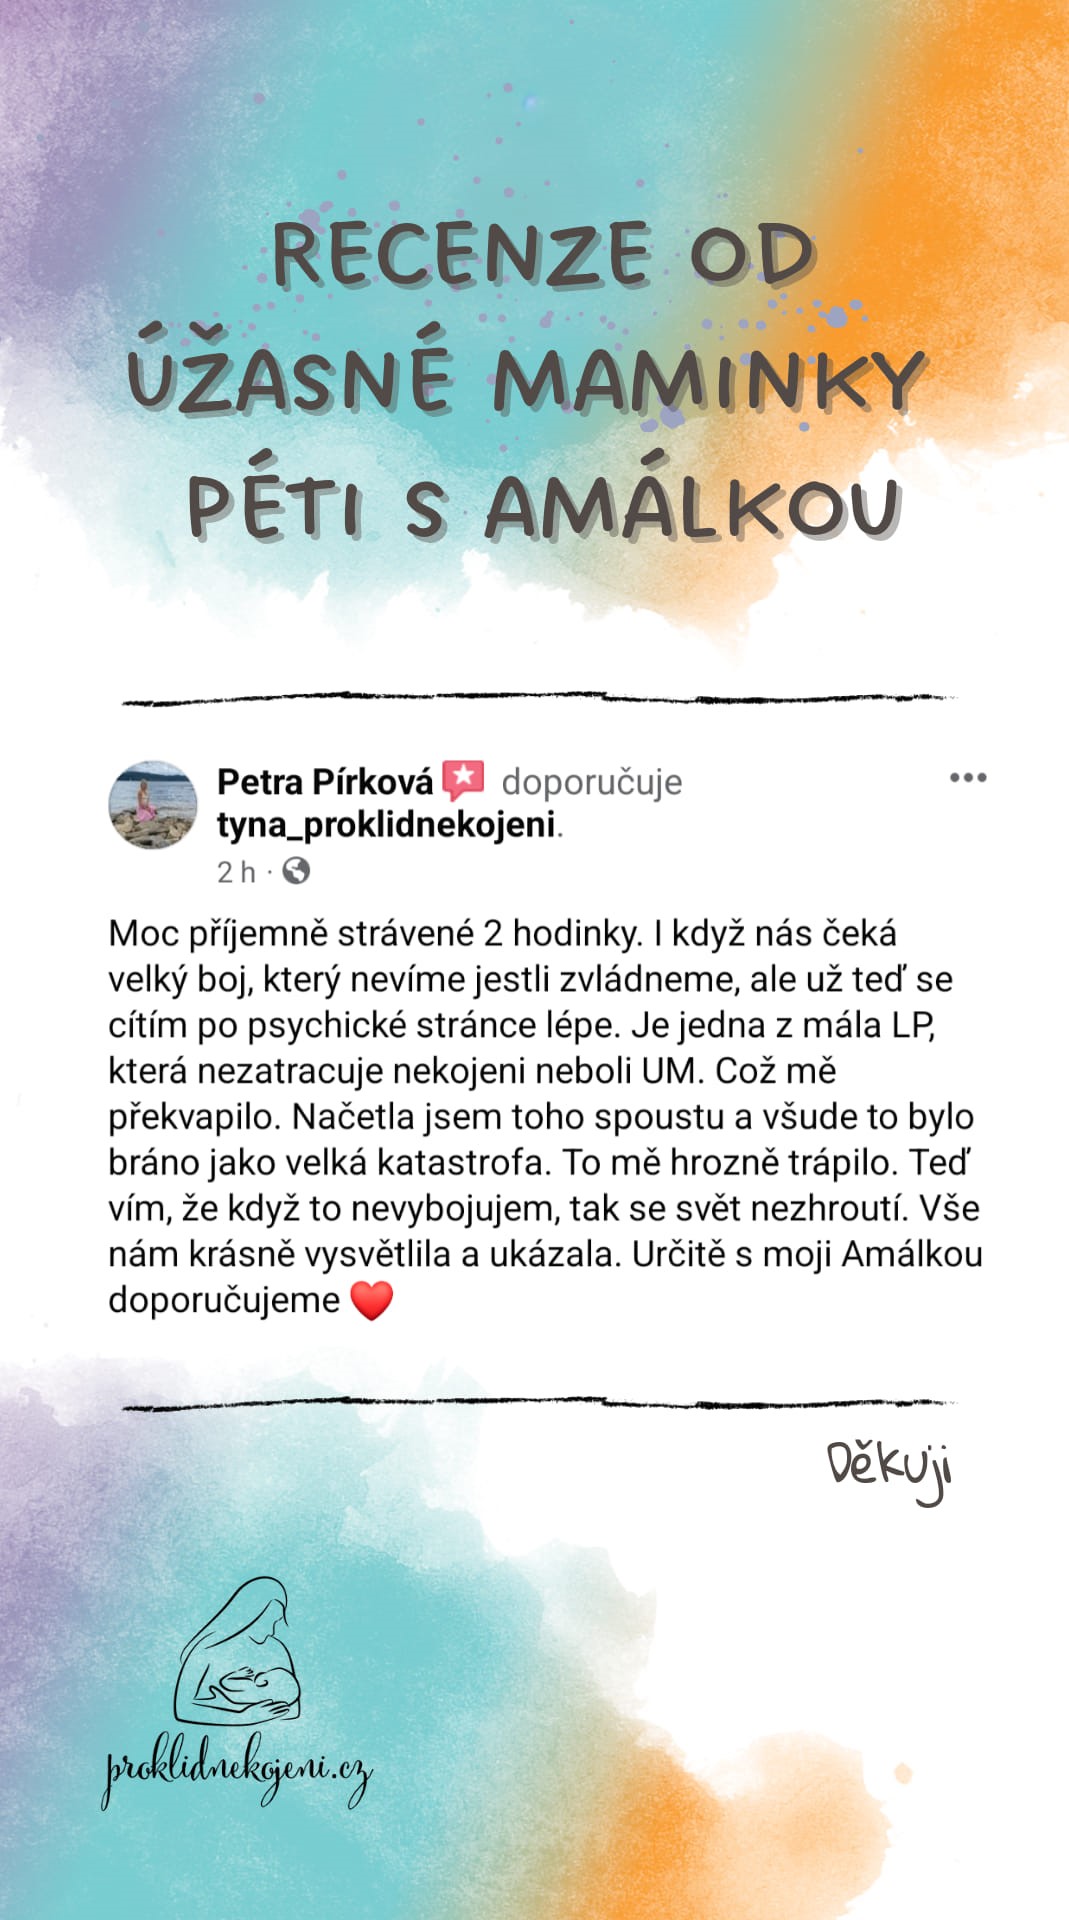 RECENZE OD
ÚŽASNÉ MAMINKY
PÉTI S AMÁLKOU
Petra Pírková doporučuje
tyna_proklidnekojeni.
2 h ·
Moc příjemně strávené 2 hodinky. I když nás čeká
velký boj, který nevíme jestli zvládneme, ale už teď se
cítím po psychické stránce lépe. Je jedna z mála LP,
která nezatracuje nekojeni neboli UM. Což mě
překvapilo. Načetla jsem toho spoustu a všude to bylo
bráno jako velká katastrofa. To mě hrozně trápilo. Teď
vím, že když to nevybojujem, tak se svět nezhroutí. Vše
nám krásně vysvětlila a ukázala. Určitě s moji Amálkou
doporučujeme ❤️
Děkuji
proklidnekojeni.cz